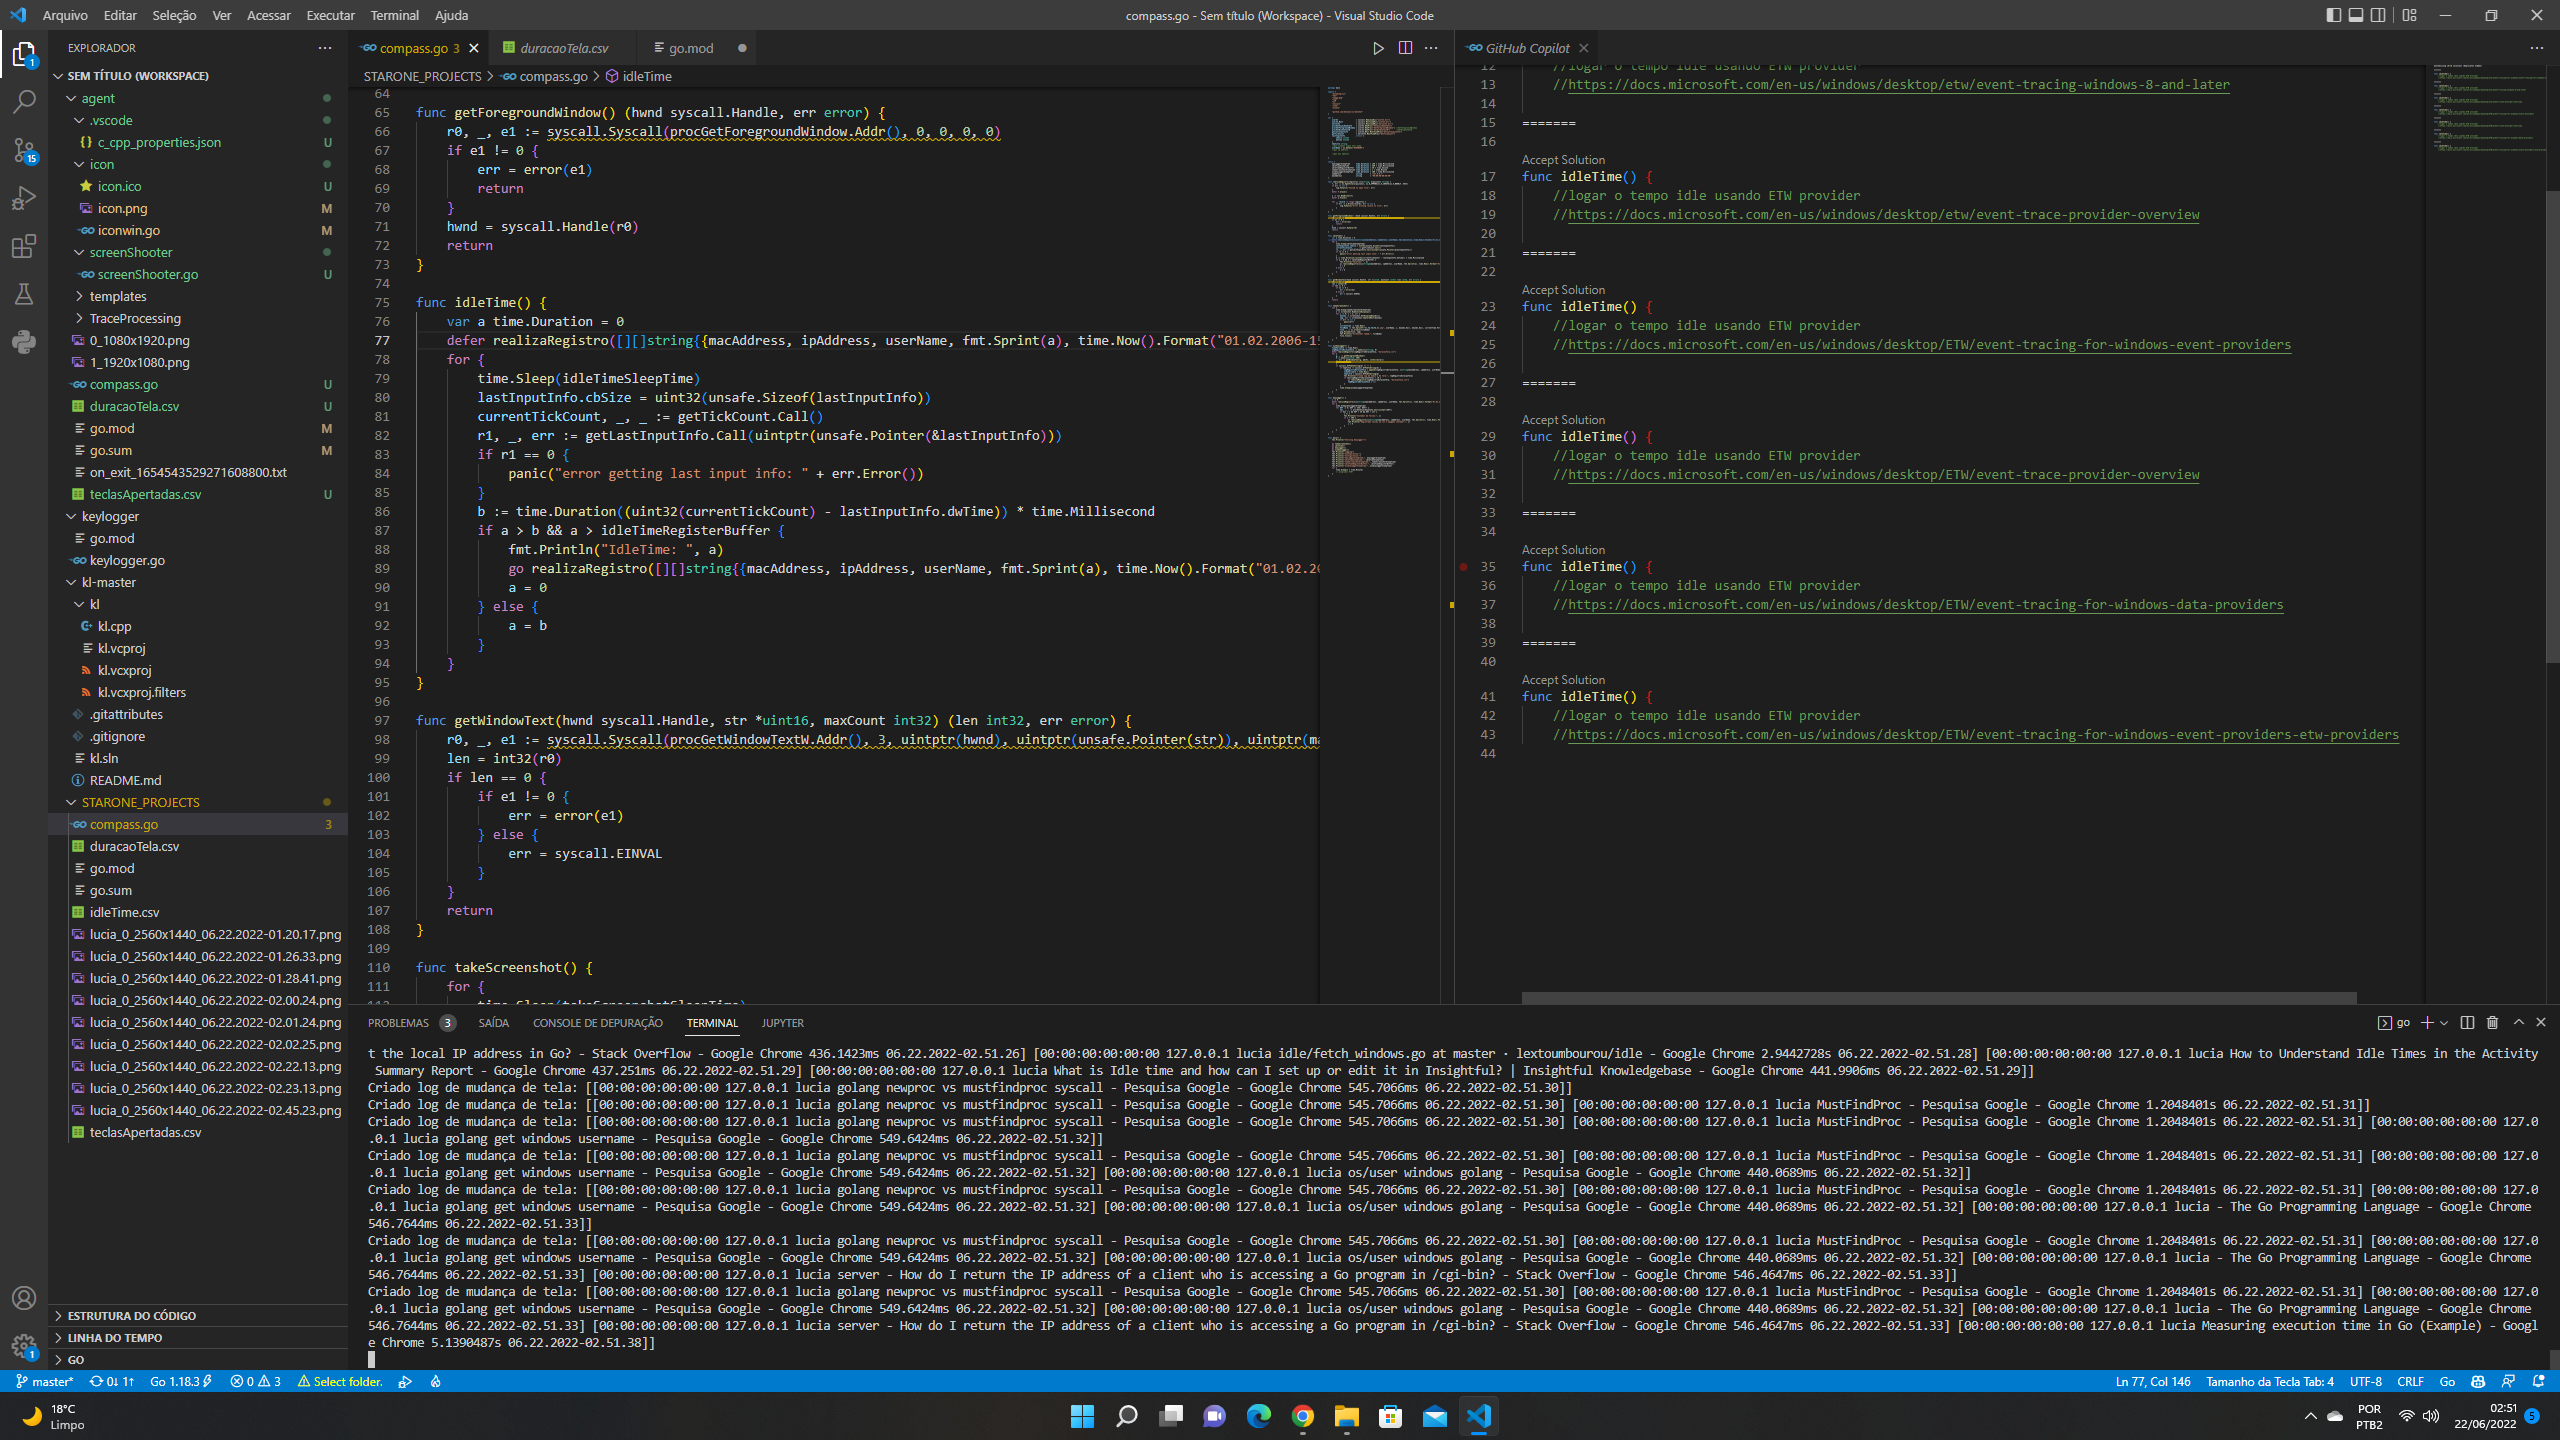 Arquivo Editar Seleção Ver Acessar Executar Terminal Ajuda
compass.go - Sem título (Workspace) - Visual Studio Code
EXPLORADOR
SEM TÍTULO (WORKSPACE)
agent
.vscode
c_cpp_properties.json U
icon
icon.ico U
icon.png M
iconwin.go M
screenShooter
screenShooter.go U
templates
TraceProcessing
0_1080x1920.png
1_1920x1080.png
compass.go U
duracaoTela.csv U
go.mod M
go.sum M
on_exit_1654543529271608800.txt
teclasApertadas.csv U
keylogger
go.mod
keylogger.go
kl-master
kl
kl.cpp
kl.vcproj
kl.vcxproj
kl.vcxproj.filters
.gitattributes
.gitignore
kl.sln
README.md
STARONE_PROJECTS
compass.go 3
duracaoTela.csv
go.mod
go.sum
idleTime.csv
lucia_0_2560x1440_06.22.2022-01.20.17.png
lucia_0_2560x1440_06.22.2022-01.26.33.png
lucia_0_2560x1440_06.22.2022-01.28.41.png
lucia_0_2560x1440_06.22.2022-02.00.24.png
lucia_0_2560x1440_06.22.2022-02.01.24.png
lucia_0_2560x1440_06.22.2022-02.02.25.png
lucia_0_2560x1440_06.22.2022-02.22.13.png
lucia_0_2560x1440_06.22.2022-02.23.13.png
lucia_0_2560x1440_06.22.2022-02.45.23.png
teclasApertadas.csv
ESTRUTURA DO CÓDIGO
LINHA DO TEMPO
GO
compass.go 3 duracaoTela.csv go.mod
STARONE_PROJECTS > compass.go > idleTime
64
65 func getForegroundWindow() (hwnd syscall.Handle, err error) {
66 r0, _, e1 := syscall.Syscall(procGetForegroundWindow.Addr(), 0, 0, 0, 0)
67 if e1 != 0 {
68 err = error(e1)
69 return
70 }
71 hwnd = syscall.Handle(r0)
72 return
73 }
74
75 func idleTime() {
76 var a time.Duration = 0
77 defer realizaRegistro([][]string{{macAddress, ipAddress, userName, fmt.Sprint(a), time.Now().Format("01.02.2006-15
78 for {
79 time.Sleep(idleTimeSleepTime)
80 lastInputInfo.cbSize = uint32(unsafe.Sizeof(lastInputInfo))
81 currentTickCount, _, _ := getTickCount.Call()
82 r1, _, err := getLastInputInfo.Call(uintptr(unsafe.Pointer(&lastInputInfo)))
83 if r1 == 0 {
84 panic("error getting last input info: " + err.Error())
85 }
86 b := time.Duration((uint32(currentTickCount) - lastInputInfo.dwTime)) * time.Millisecond
87 if a > b && a > idleTimeRegisterBuffer {
88 fmt.Println("IdleTime: ", a)
89 go realizaRegistro([][]string{{macAddress, ipAddress, userName, fmt.Sprint(a), time.Now().Format("01.02.20
90 a = 0
91 } else {
92 a = b
93 }
94 }
95 }
96
97 func getWindowText(hwnd syscall.Handle, str *uint16, maxCount int32) (len int32, err error) {
98 r0, _, e1 := syscall.Syscall(procGetWindowTextW.Addr(), 3, uintptr(hwnd), uintptr(unsafe.Pointer(str)), uintptr(ma
99 len = int32(r0)
100 if len == 0 {
101 if e1 != 0 {
102 err = error(e1)
103 } else {
104 err = syscall.EINVAL
105 }
106 }
107 return
108 }
109
110 func takeScreenshot() {
111 for {
112 time.Sleep(takeScreenshotSleepTime)
GitHub Copilot
12 //logar o tempo idle usando ETW provider
13 //https://docs.microsoft.com/en-us/windows/desktop/etw/event-tracing-windows-8-and-later
14
15 =======
16
Accept Solution
17 func idleTime() {
18 //logar o tempo idle usando ETW provider
19 //https://docs.microsoft.com/en-us/windows/desktop/etw/event-trace-provider-overview
20
21 =======
22
Accept Solution
23 func idleTime() {
24 //logar o tempo idle usando ETW provider
25 //https://docs.microsoft.com/en-us/windows/desktop/ETW/event-tracing-for-windows-event-providers
26
27 =======
28
Accept Solution
29 func idleTime() {
30 //logar o tempo idle usando ETW provider
31 //https://docs.microsoft.com/en-us/windows/desktop/ETW/event-trace-provider-overview
32
33 =======
34
Accept Solution
35 func idleTime() {
36 //logar o tempo idle usando ETW provider
37 //https://docs.microsoft.com/en-us/windows/desktop/ETW/event-tracing-for-windows-data-providers
38
39 =======
40
Accept Solution
41 func idleTime() {
42 //logar o tempo idle usando ETW provider
43 //https://docs.microsoft.com/en-us/windows/desktop/ETW/event-tracing-for-windows-event-providers-etw-providers
44
PROBLEMAS 3 SAÍDA CONSOLE DE DEPURAÇÃO TERMINAL JUPYTER
go
t the local IP address in Go? - Stack Overflow - Google Chrome 436.1423ms 06.22.2022-02.51.26] [00:00:00:00:00:00 127.0.0.1 lucia idle/fetch_windows.go at master · lextoumbourou/idle - Google Chrome 2.9442728s 06.22.2022-02.51.28] [00:00:00:00:00:00 127.0.0.1 lucia How to Understand Idle Times in the Activity
Summary Report - Google Chrome 437.251ms 06.22.2022-02.51.29] [00:00:00:00:00:00 127.0.0.1 lucia What is Idle time and how can I set up or edit it in Insightful? | Insightful Knowledgebase - Google Chrome 441.9906ms 06.22.2022-02.51.29]]
Criado log de mudança de tela: [[00:00:00:00:00:00 127.0.0.1 lucia golang newproc vs mustfindproc syscall - Pesquisa Google - Google Chrome 545.7066ms 06.22.2022-02.51.30]]
Criado log de mudança de tela: [[00:00:00:00:00:00 127.0.0.1 lucia golang newproc vs mustfindproc syscall - Pesquisa Google - Google Chrome 545.7066ms 06.22.2022-02.51.30] [00:00:00:00:00:00 127.0.0.1 lucia MustFindProc - Pesquisa Google - Google Chrome 1.2048401s 06.22.2022-02.51.31]]
Criado log de mudança de tela: [[00:00:00:00:00:00 127.0.0.1 lucia golang newproc vs mustfindproc syscall - Pesquisa Google - Google Chrome 545.7066ms 06.22.2022-02.51.30] [00:00:00:00:00:00 127.0.0.1 lucia MustFindProc - Pesquisa Google - Google Chrome 1.2048401s 06.22.2022-02.51.31] [00:00:00:00:00:00 127.0
.0.1 lucia golang get windows username - Pesquisa Google - Google Chrome 549.6424ms 06.22.2022-02.51.32]]
Criado log de mudança de tela: [[00:00:00:00:00:00 127.0.0.1 lucia golang newproc vs mustfindproc syscall - Pesquisa Google - Google Chrome 545.7066ms 06.22.2022-02.51.30] [00:00:00:00:00:00 127.0.0.1 lucia MustFindProc - Pesquisa Google - Google Chrome 1.2048401s 06.22.2022-02.51.31] [00:00:00:00:00:00 127.0
.0.1 lucia golang get windows username - Pesquisa Google - Google Chrome 549.6424ms 06.22.2022-02.51.32] [00:00:00:00:00:00 127.0.0.1 lucia os/user windows golang - Pesquisa Google - Google Chrome 440.0689ms 06.22.2022-02.51.32]]
Criado log de mudança de tela: [[00:00:00:00:00:00 127.0.0.1 lucia golang newproc vs mustfindproc syscall - Pesquisa Google - Google Chrome 545.7066ms 06.22.2022-02.51.30] [00:00:00:00:00:00 127.0.0.1 lucia MustFindProc - Pesquisa Google - Google Chrome 1.2048401s 06.22.2022-02.51.31] [00:00:00:00:00:00 127.0
.0.1 lucia golang get windows username - Pesquisa Google - Google Chrome 549.6424ms 06.22.2022-02.51.32] [00:00:00:00:00:00 127.0.0.1 lucia os/user windows golang - Pesquisa Google - Google Chrome 440.0689ms 06.22.2022-02.51.32] [00:00:00:00:00:00 127.0.0.1 lucia - The Go Programming Language - Google Chrome
546.7644ms 06.22.2022-02.51.33]]
Criado log de mudança de tela: [[00:00:00:00:00:00 127.0.0.1 lucia golang newproc vs mustfindproc syscall - Pesquisa Google - Google Chrome 545.7066ms 06.22.2022-02.51.30] [00:00:00:00:00:00 127.0.0.1 lucia MustFindProc - Pesquisa Google - Google Chrome 1.2048401s 06.22.2022-02.51.31] [00:00:00:00:00:00 127.0
.0.1 lucia golang get windows username - Pesquisa Google - Google Chrome 549.6424ms 06.22.2022-02.51.32] [00:00:00:00:00:00 127.0.0.1 lucia os/user windows golang - Pesquisa Google - Google Chrome 440.0689ms 06.22.2022-02.51.32] [00:00:00:00:00:00 127.0.0.1 lucia - The Go Programming Language - Google Chrome
546.7644ms 06.22.2022-02.51.33] [00:00:00:00:00:00 127.0.0.1 lucia server - How do I return the IP address of a client who is accessing a Go program in /cgi-bin? - Stack Overflow - Google Chrome 546.4647ms 06.22.2022-02.51.33]]
Criado log de mudança de tela: [[00:00:00:00:00:00 127.0.0.1 lucia golang newproc vs mustfindproc syscall - Pesquisa Google - Google Chrome 545.7066ms 06.22.2022-02.51.30] [00:00:00:00:00:00 127.0.0.1 lucia MustFindProc - Pesquisa Google - Google Chrome 1.2048401s 06.22.2022-02.51.31] [00:00:00:00:00:00 127.0
.0.1 lucia golang get windows username - Pesquisa Google - Google Chrome 549.6424ms 06.22.2022-02.51.32] [00:00:00:00:00:00 127.0.0.1 lucia os/user windows golang - Pesquisa Google - Google Chrome 440.0689ms 06.22.2022-02.51.32] [00:00:00:00:00:00 127.0.0.1 lucia - The Go Programming Language - Google Chrome
546.7644ms 06.22.2022-02.51.33] [00:00:00:00:00:00 127.0.0.1 lucia server - How do I return the IP address of a client who is accessing a Go program in /cgi-bin? - Stack Overflow - Google Chrome 546.4647ms 06.22.2022-02.51.33] [00:00:00:00:00:00 127.0.0.1 lucia Measuring execution time in Go (Example) - Googl
e Chrome 5.1390487s 06.22.2022-02.51.38]]
master* 0↓ 1↑ Go 1.18.3 0 3 Select folder. Ln 77, Col 146 Tamanho da Tecla Tab: 4 UTF-8 CRLF Go
18°C
Limpo
POR
PTB2
02:51
22/06/2022
5